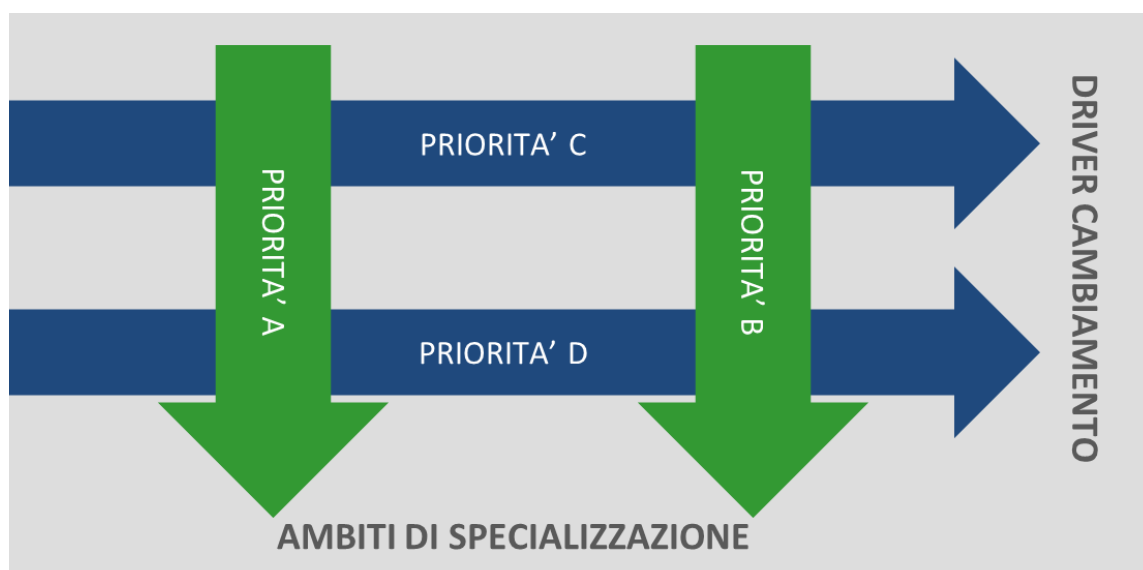 PRIORITA’ C
PRIORITA’ A
PRIORITA’ B
PRIORITA’ D
DRIVER CAMBIAMENTO
AMBITI DI SPECIALIZZAZIONE